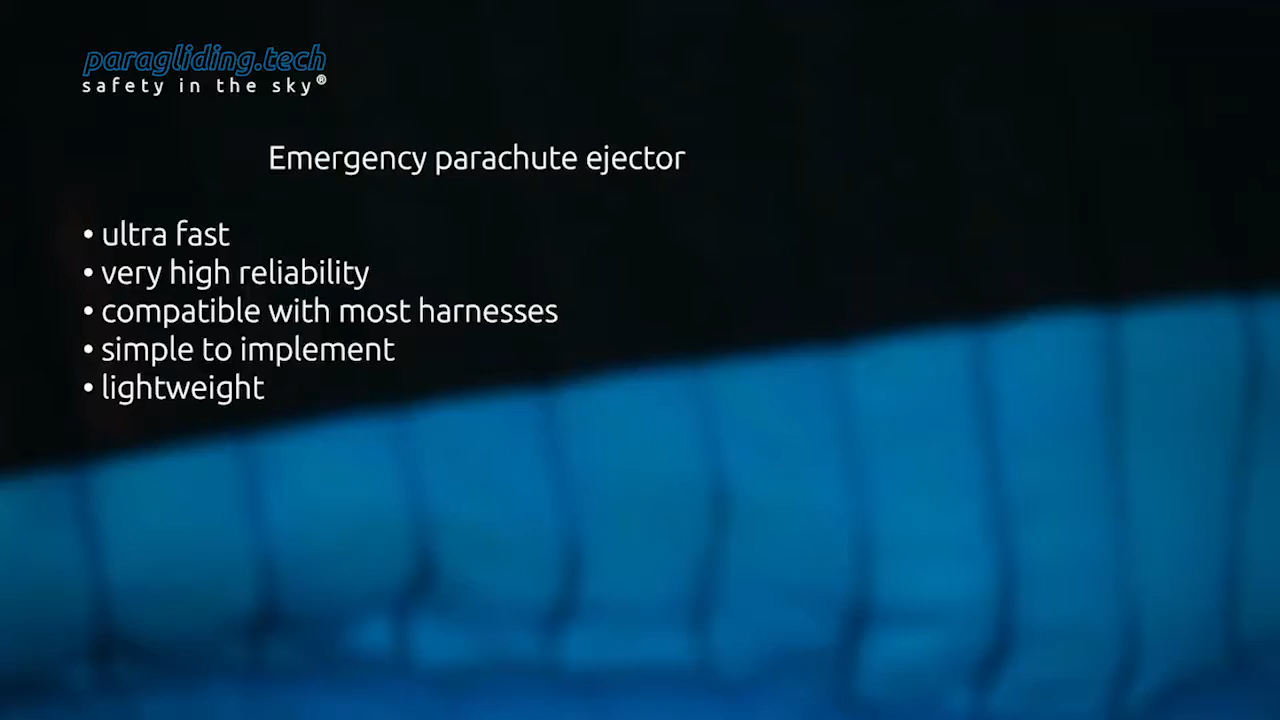 paragliding.tech
safety in the sky®
Emergency parachute ejector
• ultra fast
• very high reliability
• compatible with most harnesses
• simple to implement
• lightweight